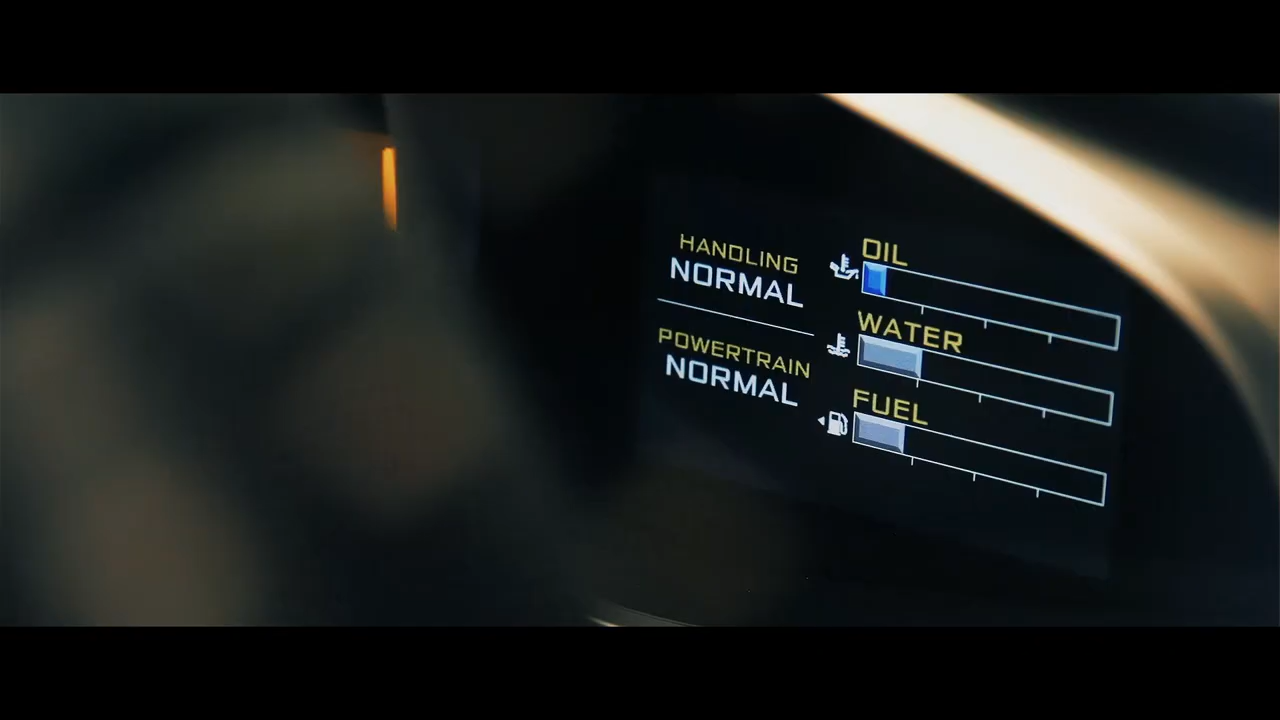 HANDLING
NORMAL
POWERTRAIN
NORMAL
OIL
WATER
FUEL